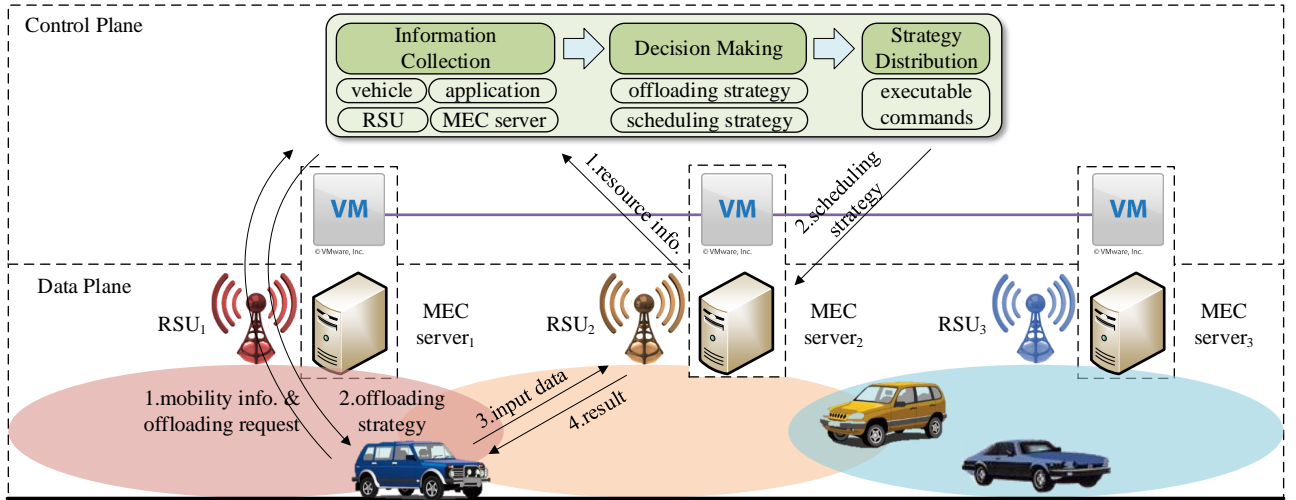 Control Plane
Information
Collection
Decision Making
Strategy
Distribution
vehicle
application
RSU
MEC server
offloading strategy
scheduling strategy
executable
commands
1.resource info.
2.scheduling
strategy
VM
© VMware, Inc.
VM
© VMware, Inc.
VM
© VMware, Inc.
Data Plane
RSU₁
MEC
server₁
RSU₂
MEC
server₂
RSU₃
MEC
server₃
1.mobility info. &
offloading request
2.offloading
strategy
3.input data
4.result